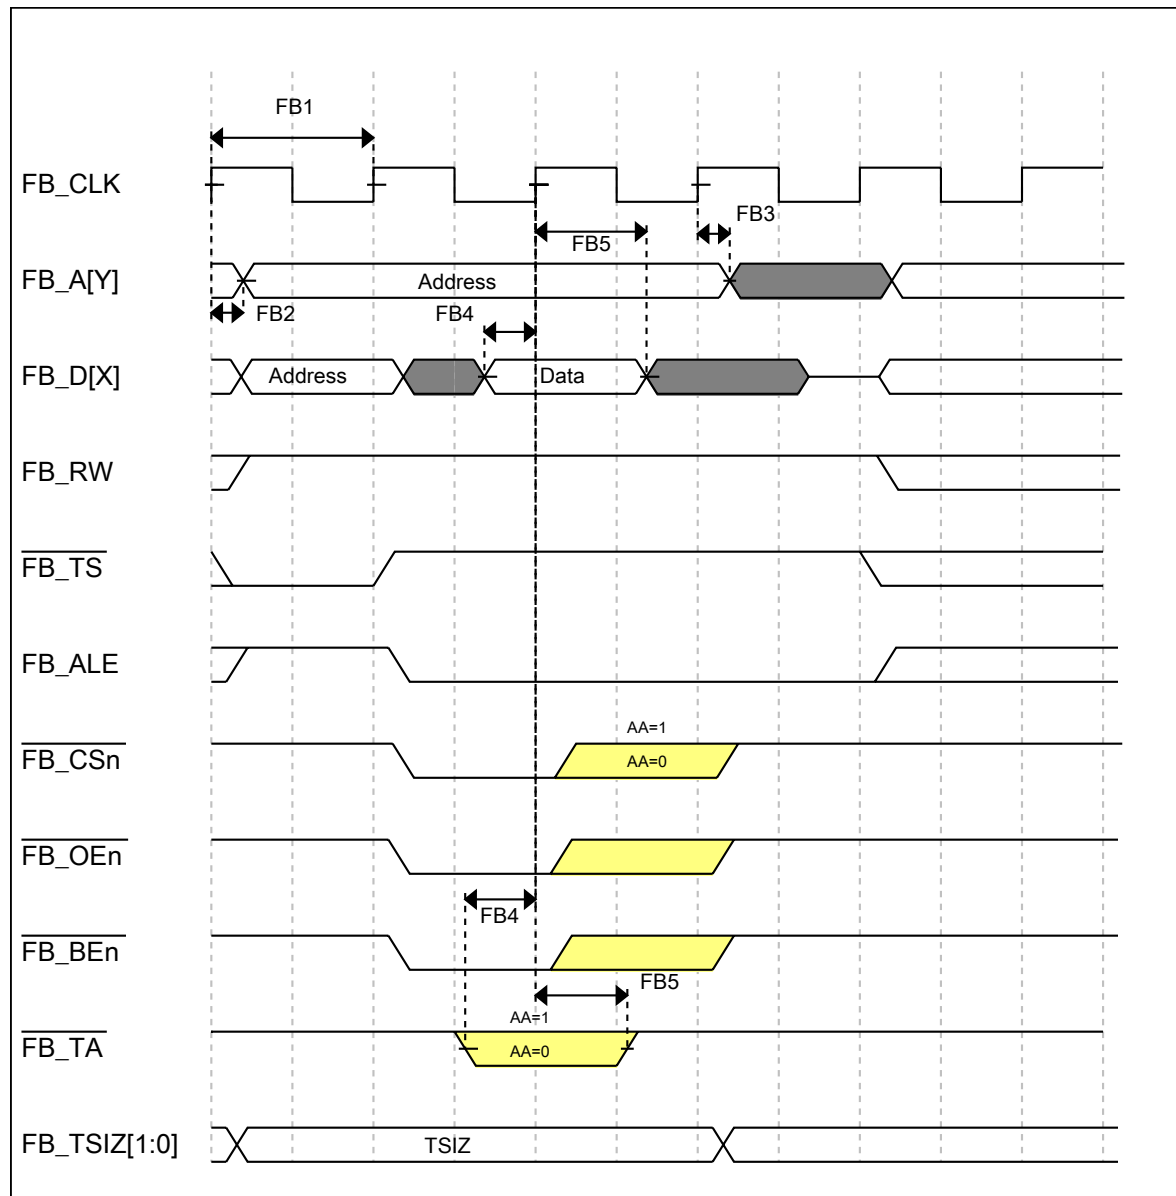 FB1
FB_CLK
FB3
FB5
FB_A[Y]
Address
FB2
FB4
FB_D[X]
Address
Data
FB_RW
FB_TS
FB_ALE
AA=1
FB_CSn
AA=0
FB_OEn
FB4
FB_BEn
FB5
AA=1
FB_TA
AA=0
FB_TSIZ[1:0]
TSIZ